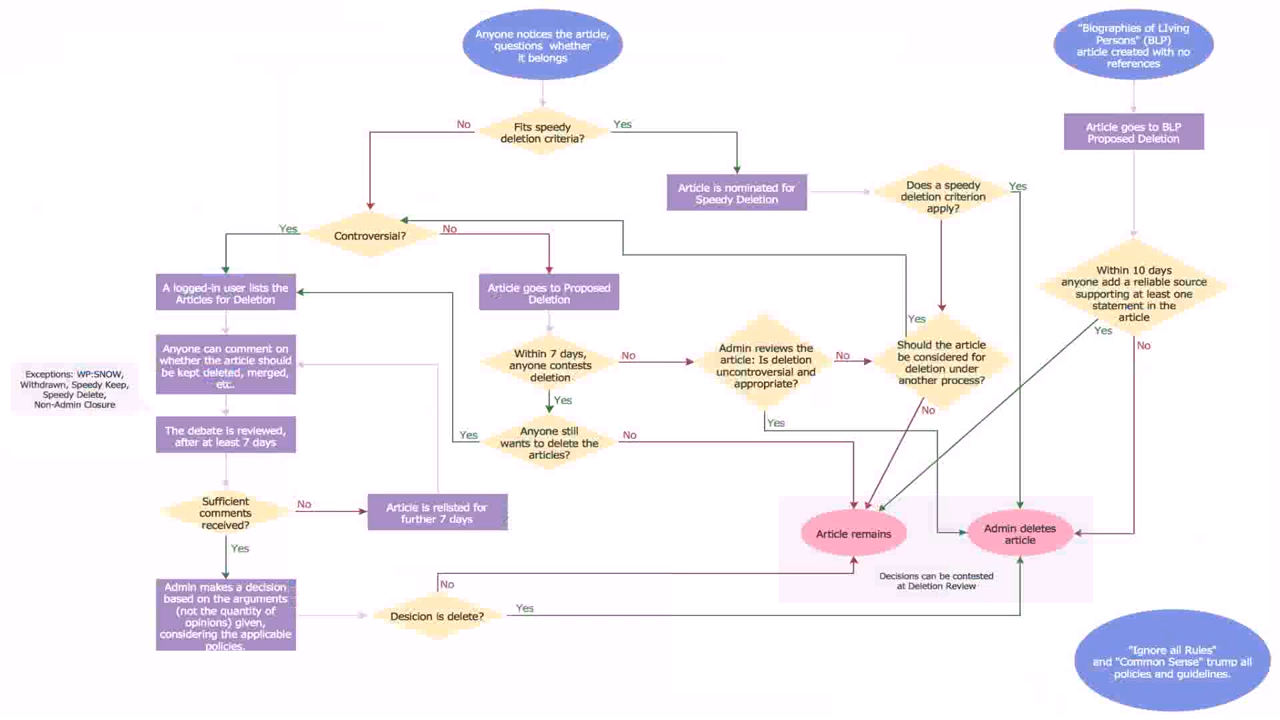 Anyone notices the article,
questions whether
it belongs
"Biographies of LIving
Persons" (BLP)
article created with no
references
Fits speedy
deletion criteria?
No
Yes
Article goes to BLP
Proposed Deletion
Article is nominated for
Speedy Deletion
Does a speedy
deletion criterion
apply?
Yes
Controversial?
Yes
No
A logged-in user lists the
Articles for Deletion
Article goes to Proposed
Deletion
Within 10 days
anyone add a reliable source
supporting at least one
statement in the
article
Yes
No
Anyone can comment on
whether the article should
be kept deleted, merged,
etc.
Within 7 days,
anyone contests
deletion
No
Yes
Admin reviews the
article: Is deletion
uncontroversial and
appropriate?
No
Yes
Should the article
be considered for
deletion under
another process?
Yes
No
Exceptions: WP:SNOW,
Withdrawn, Speedy Keep,
Speedy Delete,
Non-Admin Closure
The debate is reviewed,
after at least 7 days
Anyone still
wants to delete the
articles?
Yes
No
Sufficient
comments
received?
No
Yes
Article is relisted for
further 7 days
Article remains
Admin deletes
article
Decisions can be contested
at Deletion Review
Admin makes a decision
based on the arguments
(not the quantity of
opinions) given,
considering the applicable
policies.
Desicion is delete?
No
Yes
"Ignore all Rules"
and "Common Sense" trump all
policies and guidelines.